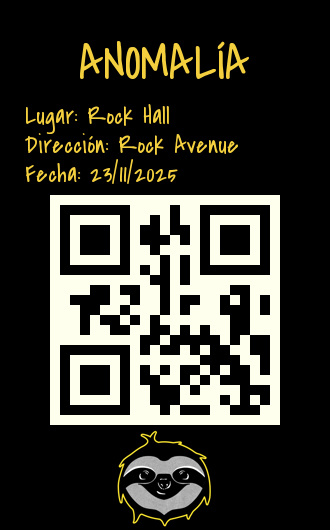 ANOMALÍA
Lugar: Rock Hall
Dirección: Rock Avenue
Fecha: 23/11/2025